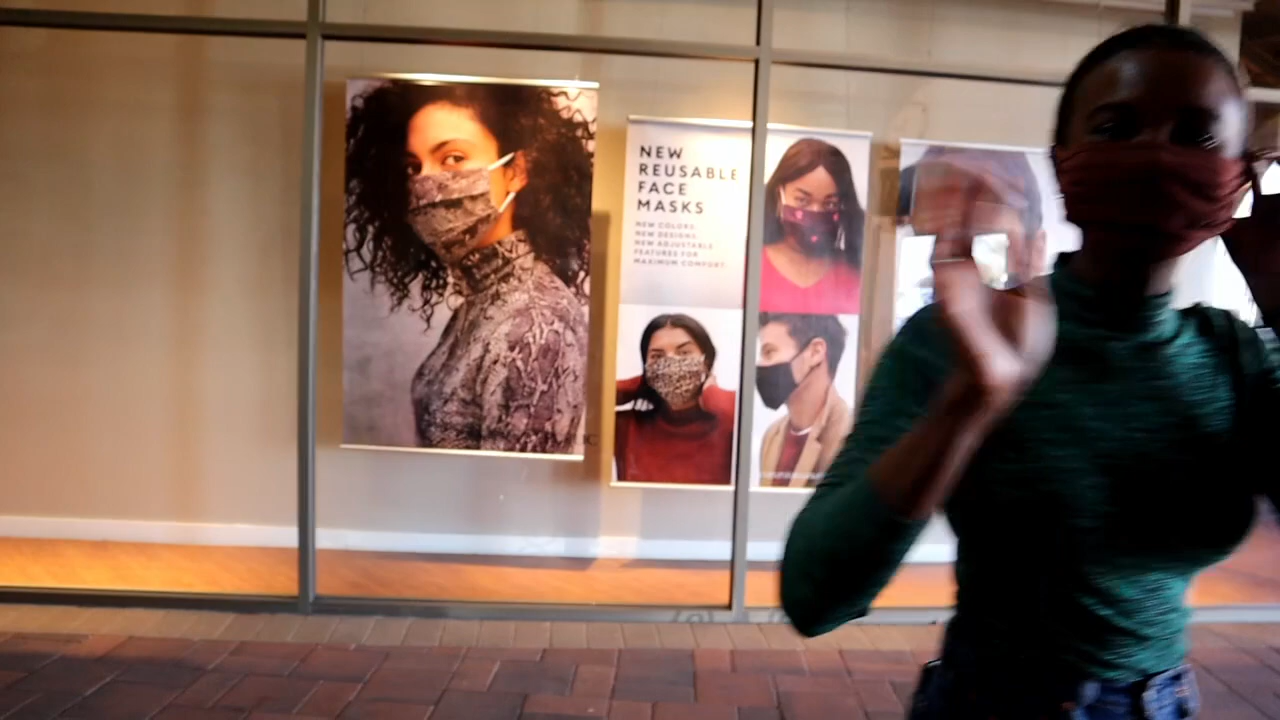 NEW
REUSABLE
FACE
MASKS
NEW COLORS.
NEW DESIGNS.
NEW ADJUSTABLE
FEATURES FOR
MAXIMUM COMFORT.